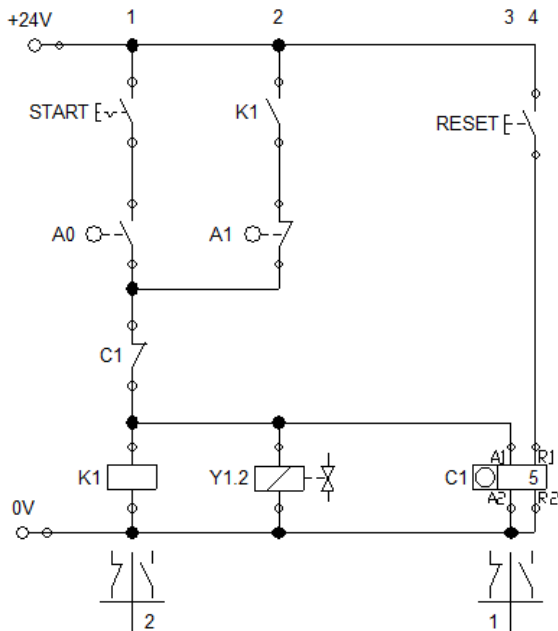 1 2 3 4
+24V
START K1 RESET
A0 A1
C1
A1 R1
K1 Y1.2 C1 5
A2 R2
0V
2 1